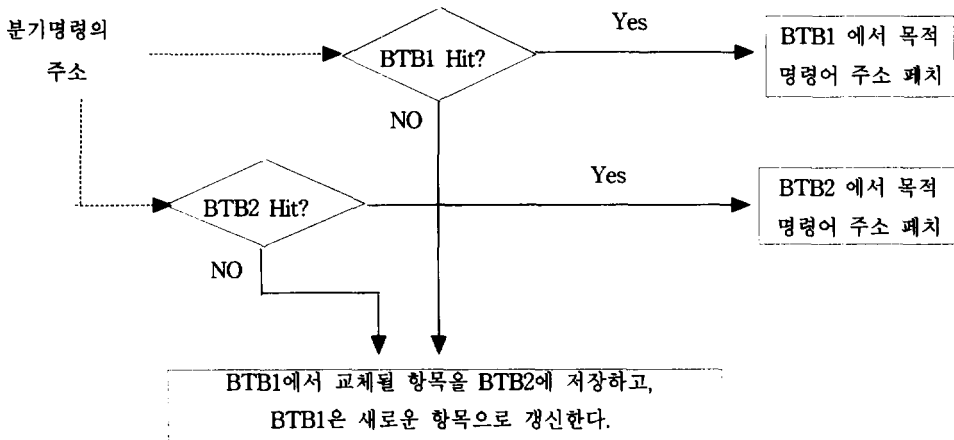 분기명령의
주소
BTB1 Hit?
Yes
BTB1 에서 목적
명령어 주소 패치
NO
BTB2 Hit?
Yes
BTB2 에서 목적
명령어 주소 패치
NO
BTB1에서 교체될 항목을 BTB2에 저장하고,
BTB1은 새로운 항목으로 갱신한다.